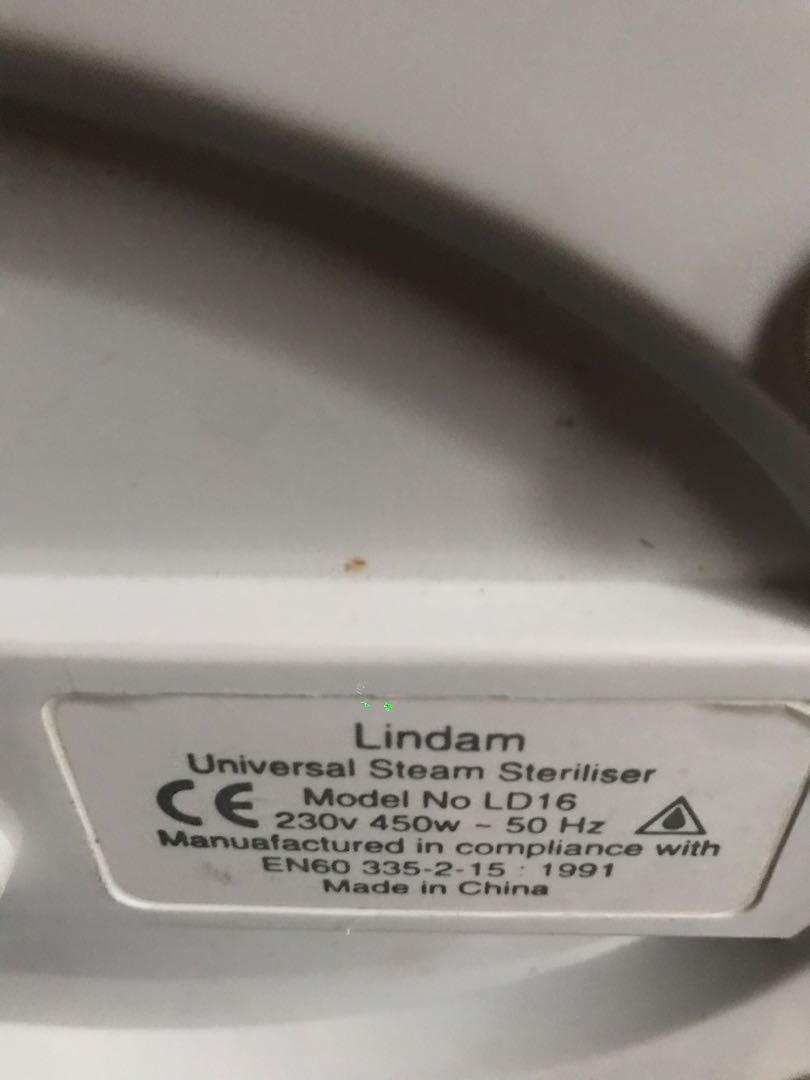 Lindam
Universal Steam Steriliser
CE Model No LD16
230v 450w ~ 50 Hz
Manuafactured in compliance with
EN60 335-2-15 : 1991
Made in China